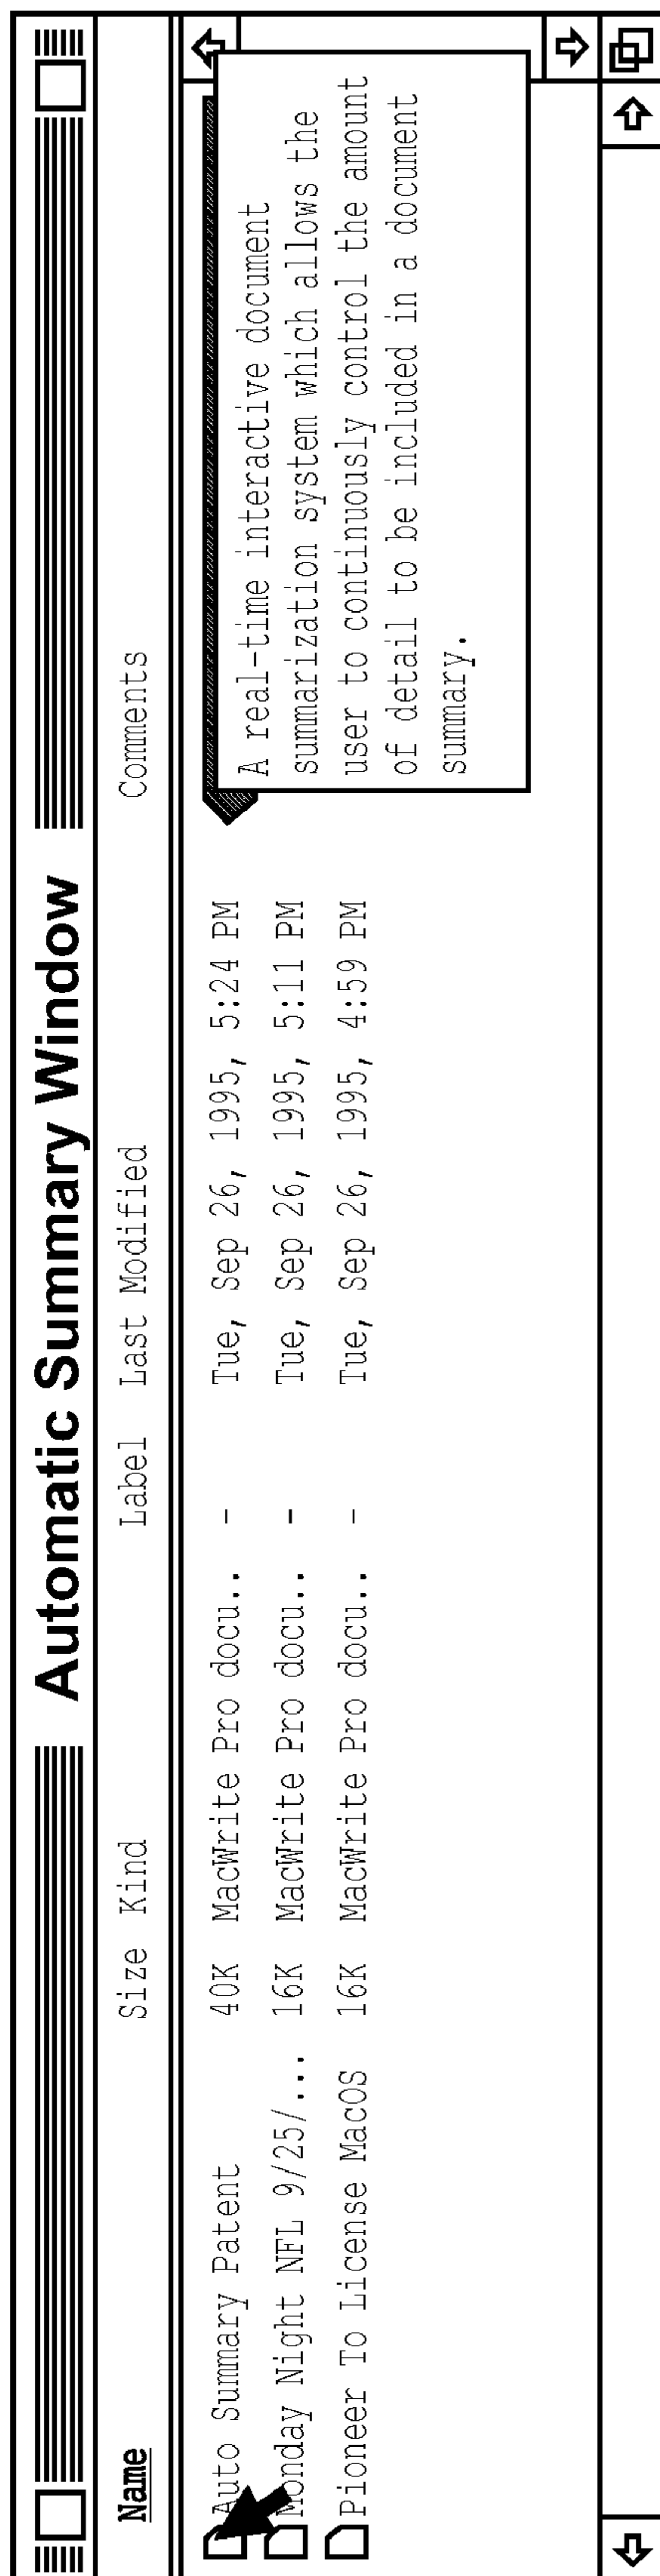 Automatic Summary Window
Name Size Kind Label Last Modified Comments
Auto Summary Patent 40K MacWrite Pro docu.. - Tue, Sep 26, 1995, 5:24 PM
Monday Night NFL 9/25/... 16K MacWrite Pro docu.. - Tue, Sep 26, 1995, 5:11 PM
Pioneer To License MacOS 16K MacWrite Pro docu.. - Tue, Sep 26, 1995, 4:59 PM
A real-time interactive document
summarization system which allows the
user to continuously control the amount
of detail to be included in a document
summary.